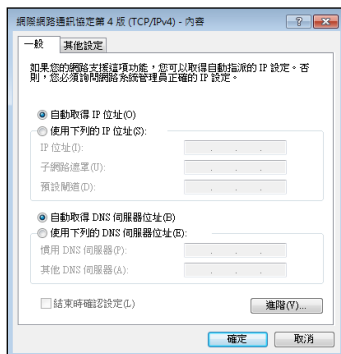 網際網路通訊協定第 4 版 (TCP/IPv4) - 內容
一般 其他設定
如果您的網路支援這項功能，您可以取得自動指派的 IP 設定。否
則，您必須詢問網路系統管理員正確的 IP 設定。
自動取得 IP 位址(O)
使用下列的 IP 位址(S):
IP 位址(I):
子網路遮罩(U):
預設閘道(D):
自動取得 DNS 伺服器位址(B)
使用下列的 DNS 伺服器位址(E):
慣用 DNS 伺服器(P):
其他 DNS 伺服器(A):
結束時確認設定(L)
進階(V)...
確定 取消